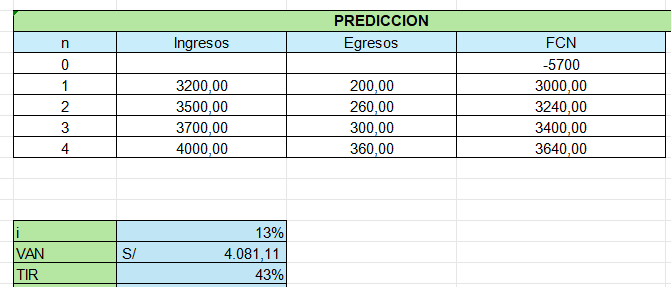 PREDICCION
n Ingresos Egresos FCN
0 -5700
1 3200,00 200,00 3000,00
2 3500,00 260,00 3240,00
3 3700,00 300,00 3400,00
4 4000,00 360,00 3640,00
i 13%
VAN S/ 4.081,11
TIR 43%